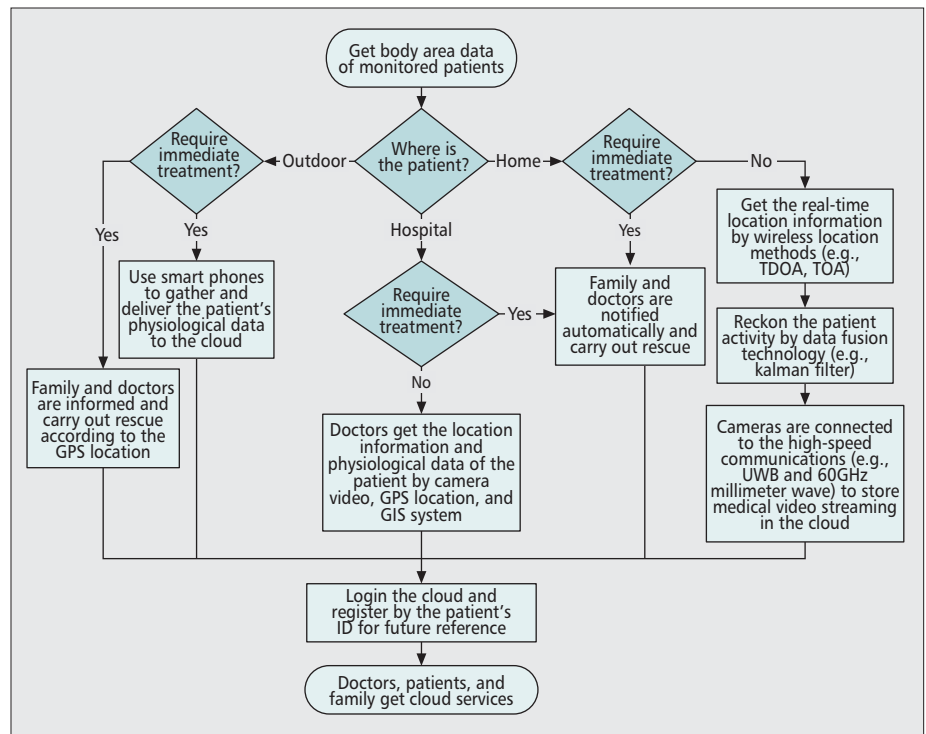 Get body area data
of monitored patients
Where is
the patient?
Outdoor
Home
Hospital
Require
immediate
treatment?
Yes
Yes
Use smart phones
to gather and
deliver the patient's
physiological data
to the cloud
Family and doctors
are informed and
carry out rescue
according to the
GPS location
Require
immediate
treatment?
Yes
No
Doctors get the location
information and
physiological data of the
patient by camera
video, GPS location, and
GIS system
Require
immediate
treatment?
Yes
No
Family and
doctors are
notified
automatically and
carry out rescue
Get the real-time
location information
by wireless location
methods (e.g.,
TDOA, TOA)
Reckon the patient
activity by data fusion
technology (e.g.,
kalman filter)
Cameras are connected
to the high-speed
communications (e.g.,
UWB and 60GHz
millimeter wave) to store
medical video streaming
in the cloud
Login the cloud and
register by the patient's
ID for future reference
Doctors, patients, and
family get cloud services